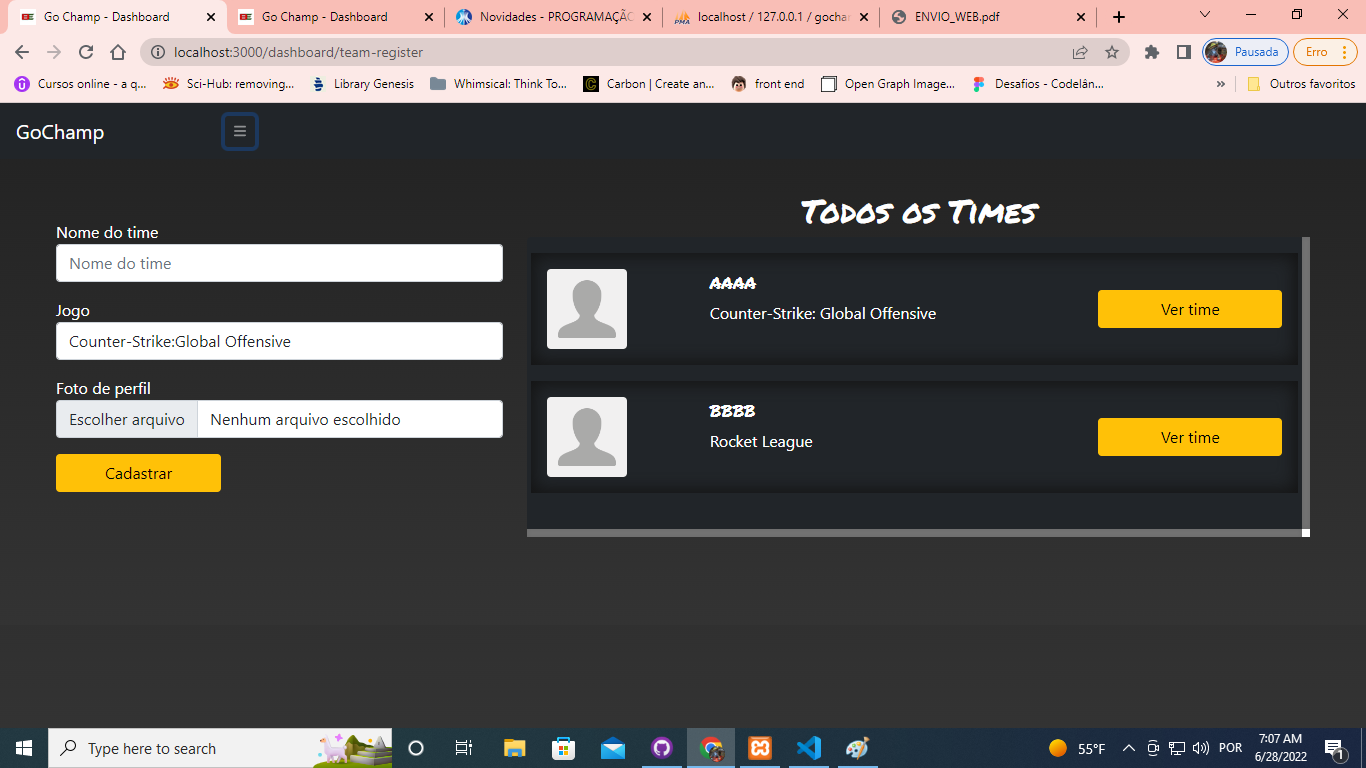 Go Champ - Dashboard
Go Champ - Dashboard
Novidades - PROGRAMAÇÃO
localhost / 127.0.0.1 / gochar
ENVIO_WEB.pdf
localhost:3000/dashboard/team-register
Pausada
Erro
Cursos online - a q...
Sci-Hub: removing...
Library Genesis
Whimsical: Think To...
Carbon | Create an...
front end
Open Graph Image...
Desafios - Codelân...
»
Outros favoritos
GoChamp
Nome do time
Nome do time
Jogo
Counter-Strike:Global Offensive
Foto de perfil
Escolher arquivo
Nenhum arquivo escolhido
Cadastrar
Todos os Times
AAAA
Counter-Strike: Global Offensive
Ver time
BBBB
Rocket League
Ver time
Type here to search
55°F
POR
7:07 AM
6/28/2022
1